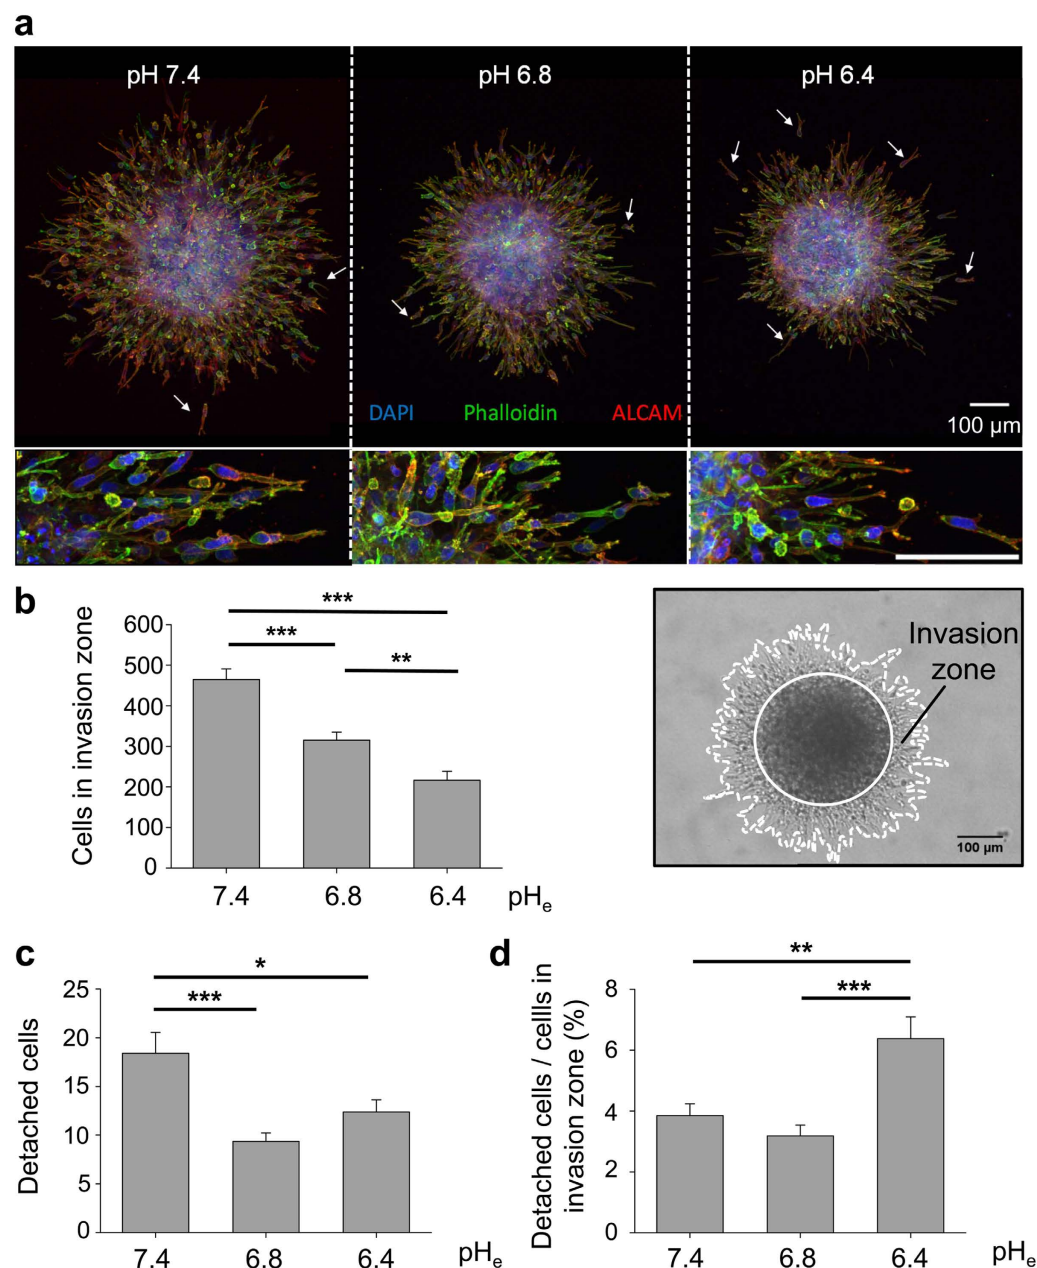 a
pH 7.4
pH 6.8
pH 6.4
DAPI
Phalloidin
ALCAM
100 µm
b
Cells in invasion zone
600
500
400
300
200
100
0
***
***
**
7.4
6.8
6.4
pHe
Invasion
zone
100 µm
c
Detached cells
25
20
15
10
5
0
*
***
7.4
6.8
6.4
pHe
d
Detached cells / cellls in
invasion zone (%)
8
6
4
2
0
**
***
7.4
6.8
6.4
pHe